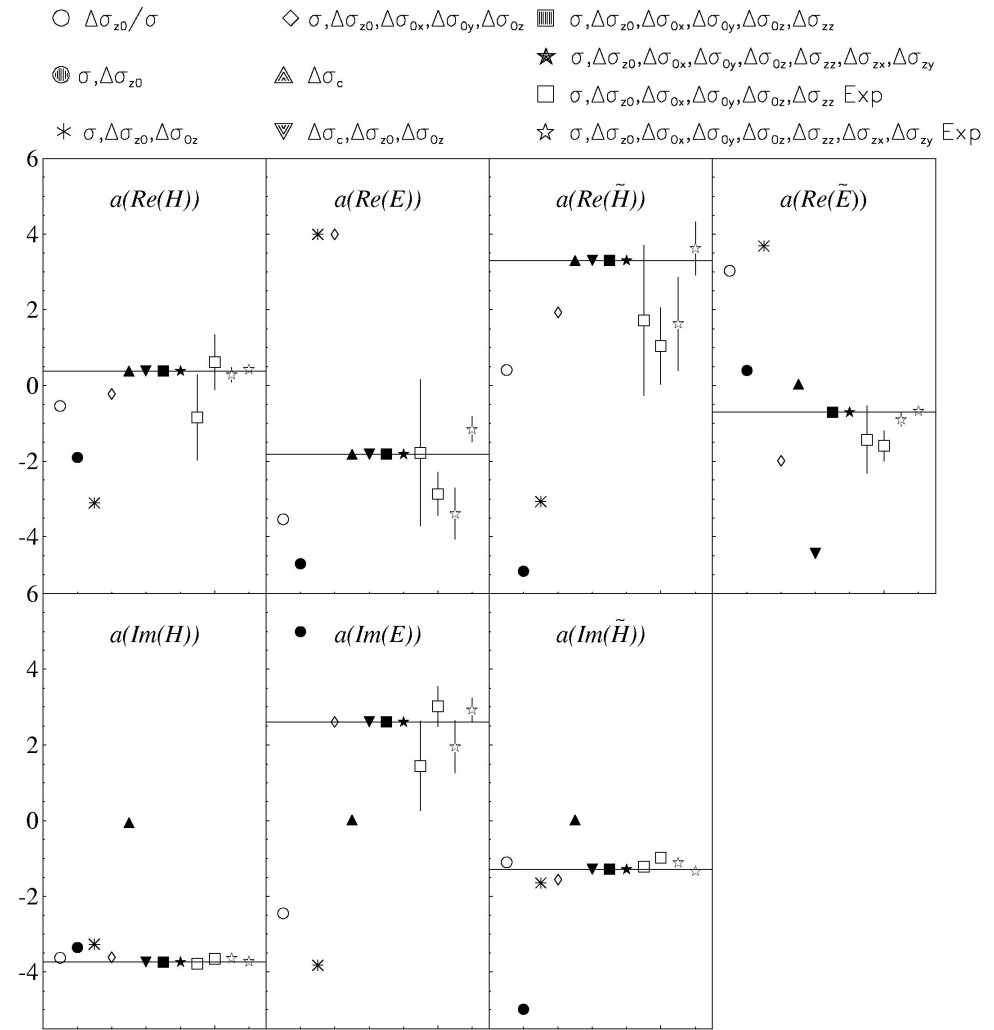 Δσz0/σ
σ,Δσz0,Δσ0x,Δσ0y,Δσ0z
σ,Δσz0,Δσ0x,Δσ0y,Δσ0z,Δσzz
σ,Δσz0,Δσ0x,Δσ0y,Δσ0z,Δσzz,Δσzx,Δσzy
σ,Δσz0
Δσc
σ,Δσz0,Δσ0x,Δσ0y,Δσ0z,Δσzz Exp
σ,Δσz0,Δσ0z
Δσc,Δσz0,Δσ0z
σ,Δσz0,Δσ0x,Δσ0y,Δσ0z,Δσzz,Δσzx,Δσzy Exp
6
a(Re(H))
a(Re(E))
a(Re(H̃))
a(Re(Ẽ))
4
2
0
-2
-4
6
a(Im(H))
a(Im(E))
a(Im(H̃))
4
2
0
-2
-4